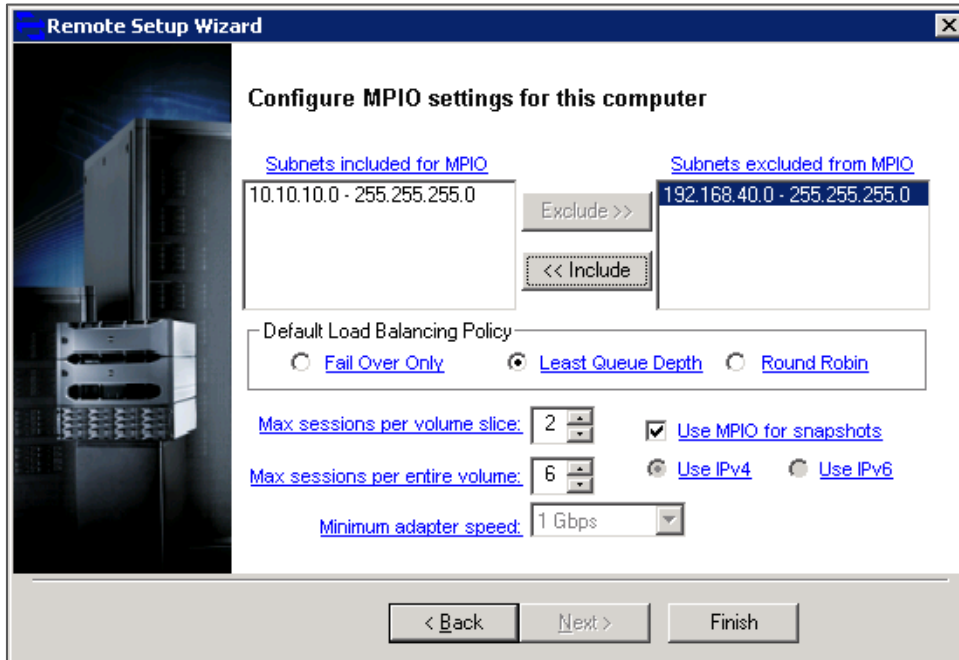 Remote Setup Wizard
Configure MPIO settings for this computer
Subnets included for MPIO
Subnets excluded from MPIO
10.10.10.0 - 255.255.255.0
Exclude >>
192.168.40.0 - 255.255.255.0
<< Include
Default Load Balancing Policy
Fail Over Only
Least Queue Depth
Round Robin
Max sessions per volume slice:
2
Use MPIO for snapshots
Max sessions per entire volume:
6
Use IPv4
Use IPv6
Minimum adapter speed:
1 Gbps
< Back
Next >
Finish